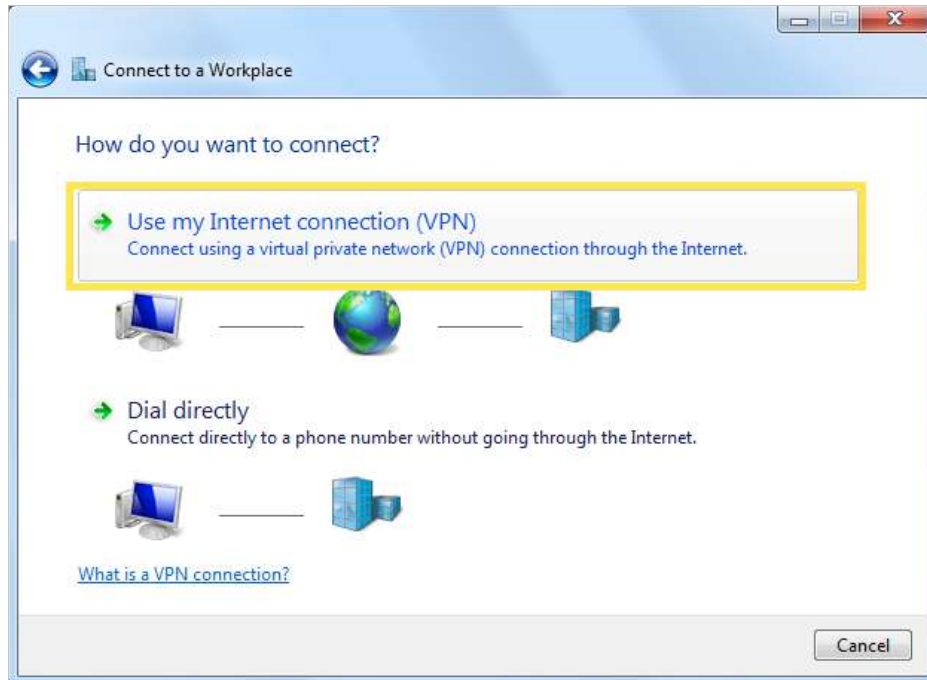 Connect to a Workplace
How do you want to connect?
Use my Internet connection (VPN)
Connect using a virtual private network (VPN) connection through the Internet.
Dial directly
Connect directly to a phone number without going through the Internet.
What is a VPN connection?
Cancel